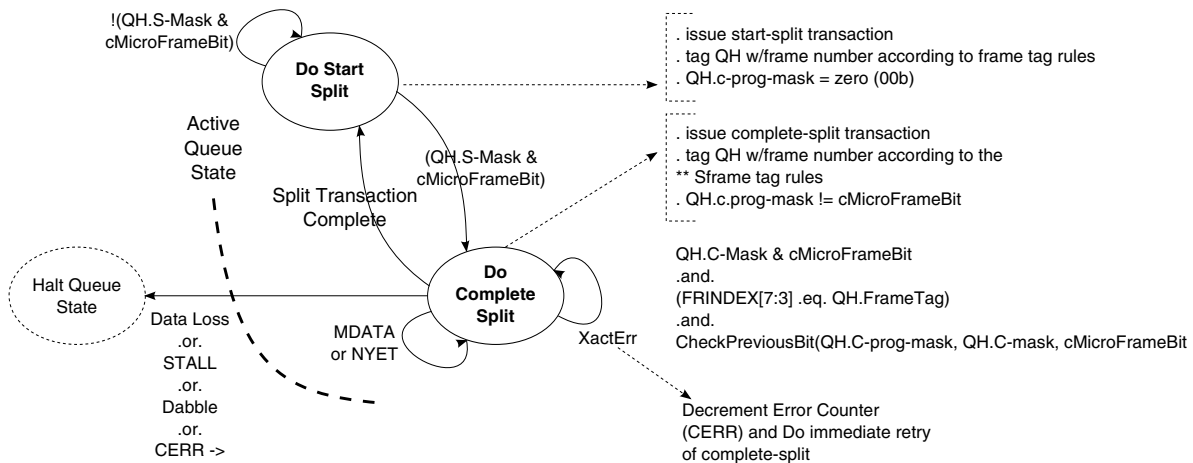 !(QH.S-Mask &
cMicroFrameBit)
Do Start
Split
. issue start-split transaction
. tag QH w/frame number according to frame tag rules
. QH.c-prog-mask = zero (00b)
Active
Queue
State
(QH.S-Mask &
cMicroFrameBit)
Split Transaction
Complete
. issue complete-split transaction
. tag QH w/frame number according to the
** Sframe tag rules
. QH.c.prog-mask != cMicroFrameBit
Halt Queue
State
Do
Complete
Split
QH.C-Mask & cMicroFrameBit
.and.
(FRINDEX[7:3] .eq. QH.FrameTag)
.and.
CheckPreviousBit(QH.C-prog-mask, QH.C-mask, cMicroFrameBit
MDATA
or NYET
XactErr
Data Loss
.or.
STALL
.or.
Dabble
.or.
CERR ->
Decrement Error Counter
(CERR) and Do immediate retry
of complete-split